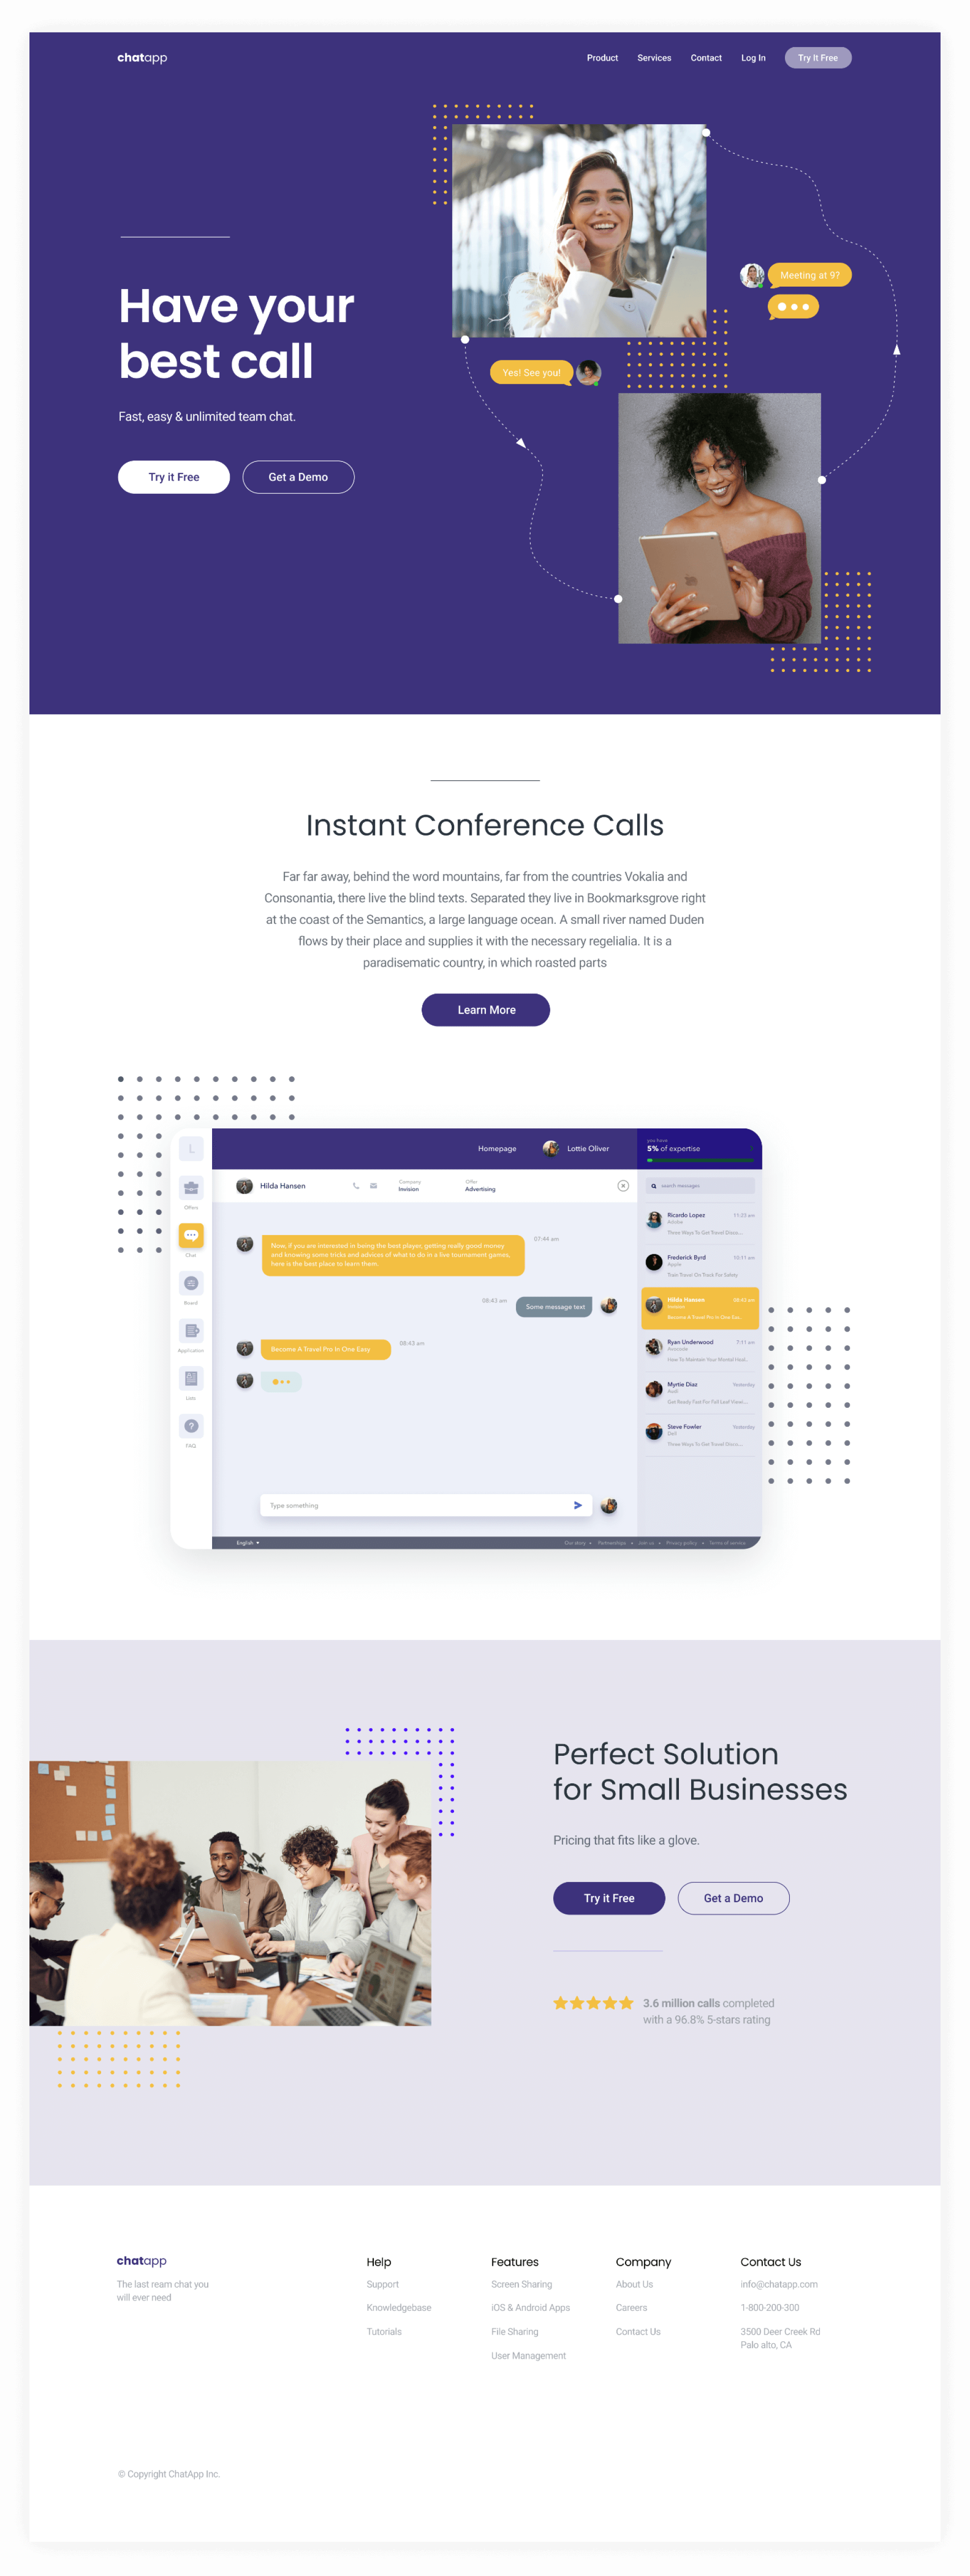 chatapp
Product Services Contact Log In Try It Free
Meeting at 9?
Yes! See you!
Have your
best call
Fast, easy & unlimited team chat.
Try it Free Get a Demo
Instant Conference Calls
Far far away, behind the word mountains, far from the countries Vokalia and
Consonantia, there live the blind texts. Separated they live in Bookmarksgrove right
at the coast of the Semantics, a large language ocean. A small river named Duden
flows by their place and supplies it with the necessary regelialia. It is a
paradisematic country, in which roasted parts
Learn More
L
Offers
Chat
Board
Application
Lists
FAQ
Homepage Lottie Oliver
you have
5% of expertise
Hilda Hansen
Company
Invision
Offer
Advertising
07:44 am
Now, if you are interested in being the best player, getting really good money
and knowing some tricks and advices of what to do in a live tournament games,
here is the best place to learn them.
08:43 am
Some message text
Become A Travel Pro In One Easy
08:43 am
Type something
search messages
Ricardo Lopez 11:23 am
Adobe
Three Ways To Get Travel Disco...
Frederick Byrd 10:11 am
Apple
Train Travel On Track For Safety
Hilda Hansen 08:43 am
Invision
Become A Travel Pro In One Eas...
Ryan Underwood 7:11 am
Avocode
How To Maintain Your Mental Heal..
Myrtie Diaz Yesterday
Audi
Get Ready Fast For Fall Leaf Viewi...
Steve Fowler Yesterday
Dell
Three Ways To Get Travel Disco...
English
Our story • Partnerships • Join us • Privacy policy • Terms of service
Perfect Solution
for Small Businesses
Pricing that fits like a glove.
Try it Free Get a Demo
3.6 million calls completed
with a 96.8% 5-stars rating
chatapp
The last ream chat you
will ever need
Help
Support
Knowledgebase
Tutorials
Features
Screen Sharing
iOS & Android Apps
File Sharing
User Management
Company
About Us
Careers
Contact Us
Contact Us
info@chatapp.com
1-800-200-300
3500 Deer Creek Rd
Palo alto, CA
© Copyright ChatApp Inc.